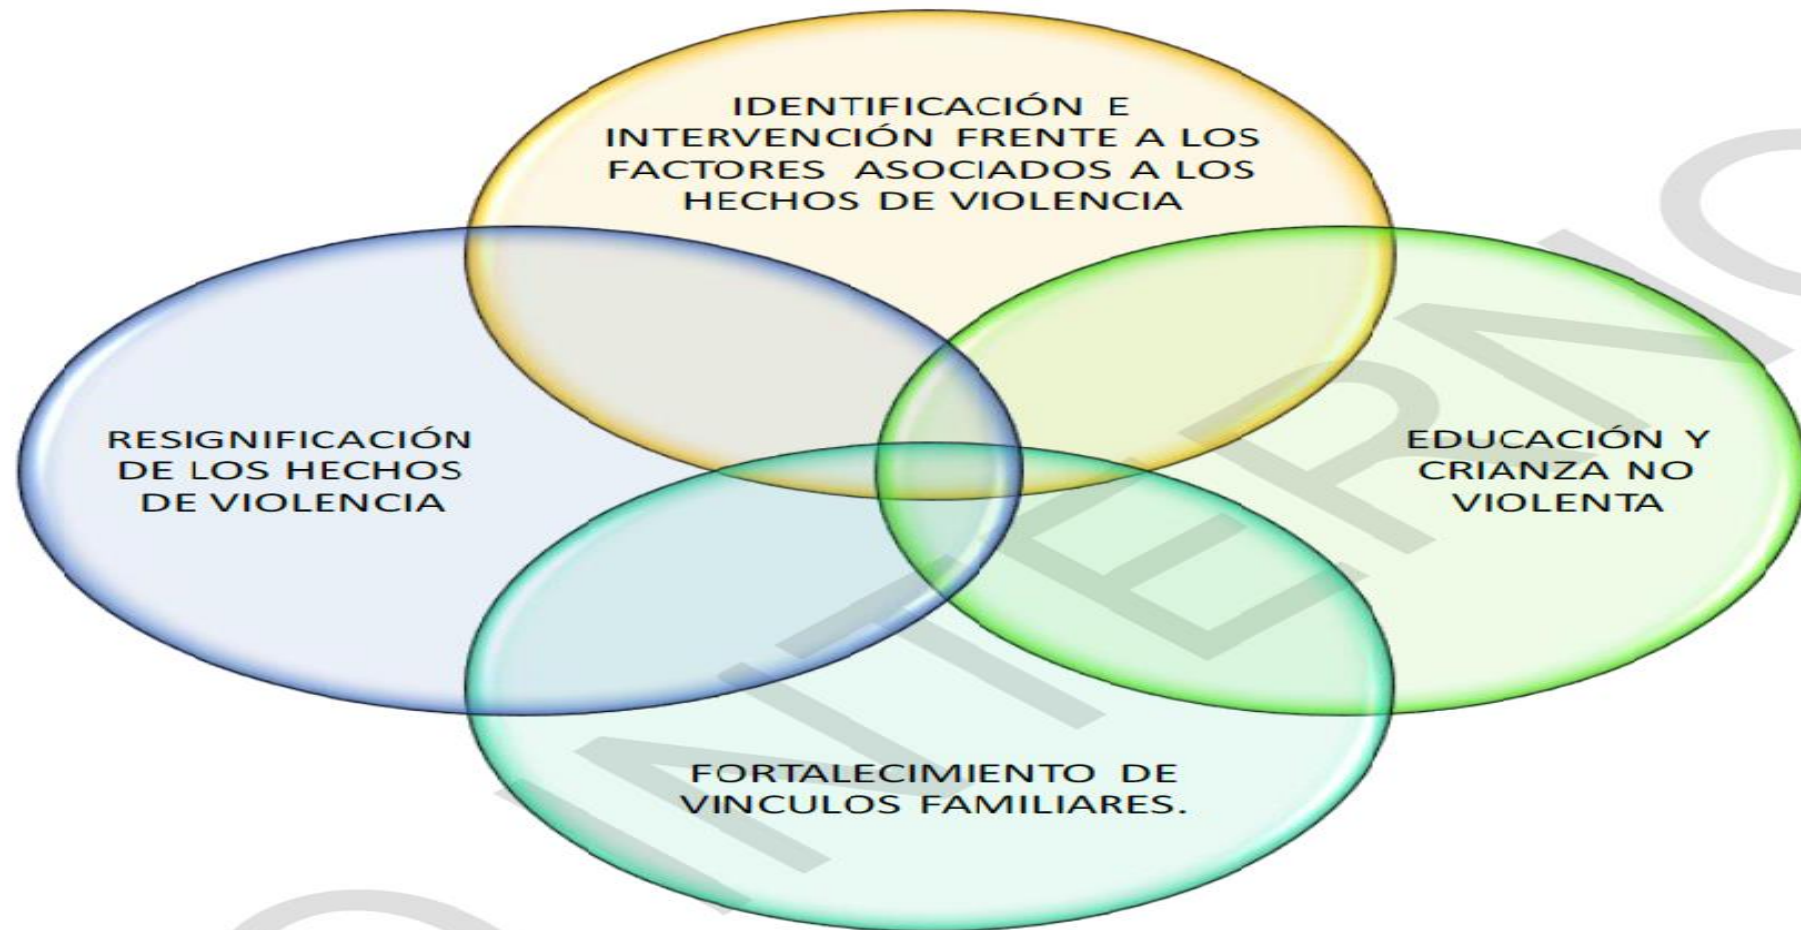 IDENTIFICACIÓN E
INTERVENCIÓN FRENTE A LOS
FACTORES ASOCIADOS A LOS
HECHOS DE VIOLENCIA
RESIGNIFICACIÓN
DE LOS HECHOS
DE VIOLENCIA
EDUCACIÓN Y
CRIANZA NO
VIOLENTA
FORTALECIMIENTO DE
VINCULOS FAMILIARES.
INTERNO